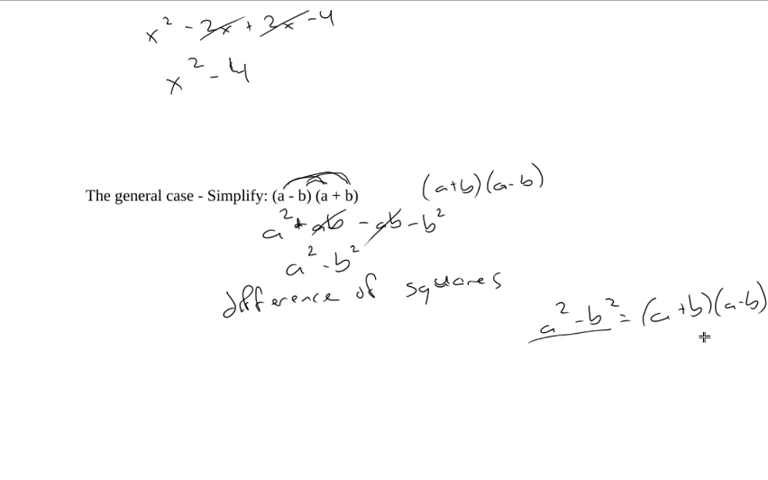 x² - 2x + 2x - 4
x² - 4
The general case - Simplify: (a - b) (a + b)
(a+b)(a-b)
a² + ab - ab - b²
a² - b²
difference of squares
a² - b² = (a+b)(a-b)